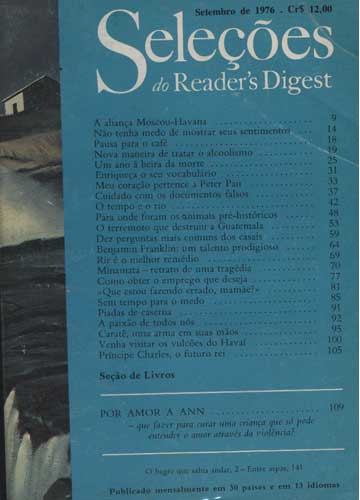 Setembro de 1976 . Cr$ 12,00
Seleções
do Reader's Digest
A aliança Moscou-Havana 9
Não tenha medo de mostrar seus sentimentos 14
Pausa para o café 18
Nova maneira de tratar o alcoolismo 19
Um ano à beira da morte 25
Enriqueça o seu vocabulário 31
Meu coração pertence a Peter Pan 33
Cuidado com os documentos falsos 37
O tempo e o rio 42
Para onde foram os animais pré-históricos 48
O terremoto que destruiu a Guatemala 53
Dez perguntas mais comuns dos casais 59
Benjamin Franklin: um talento prodigioso 64
Rir é o melhor remédio 69
Minamata – retrato de uma tragédia 70
Como obter o emprego que deseja 77
«Que estou fazendo errado, mamãe?» 81
Sem tempo para o medo 85
Piadas de caserna 91
A paixão de todos nós 92
Caratê, uma arma em suas mãos 95
Venha visitar os vulcões do Havaí 100
Príncipe Charles, o futuro rei 105
Seção de Livros
POR AMOR A ANN 109
– que fazer para curar uma criança que só pode
entender o amor através da violência?
O bagre que sabia andar, 2 – Entre aspas, 141
Publicado mensalmente em 30 países e em 13 idiomas